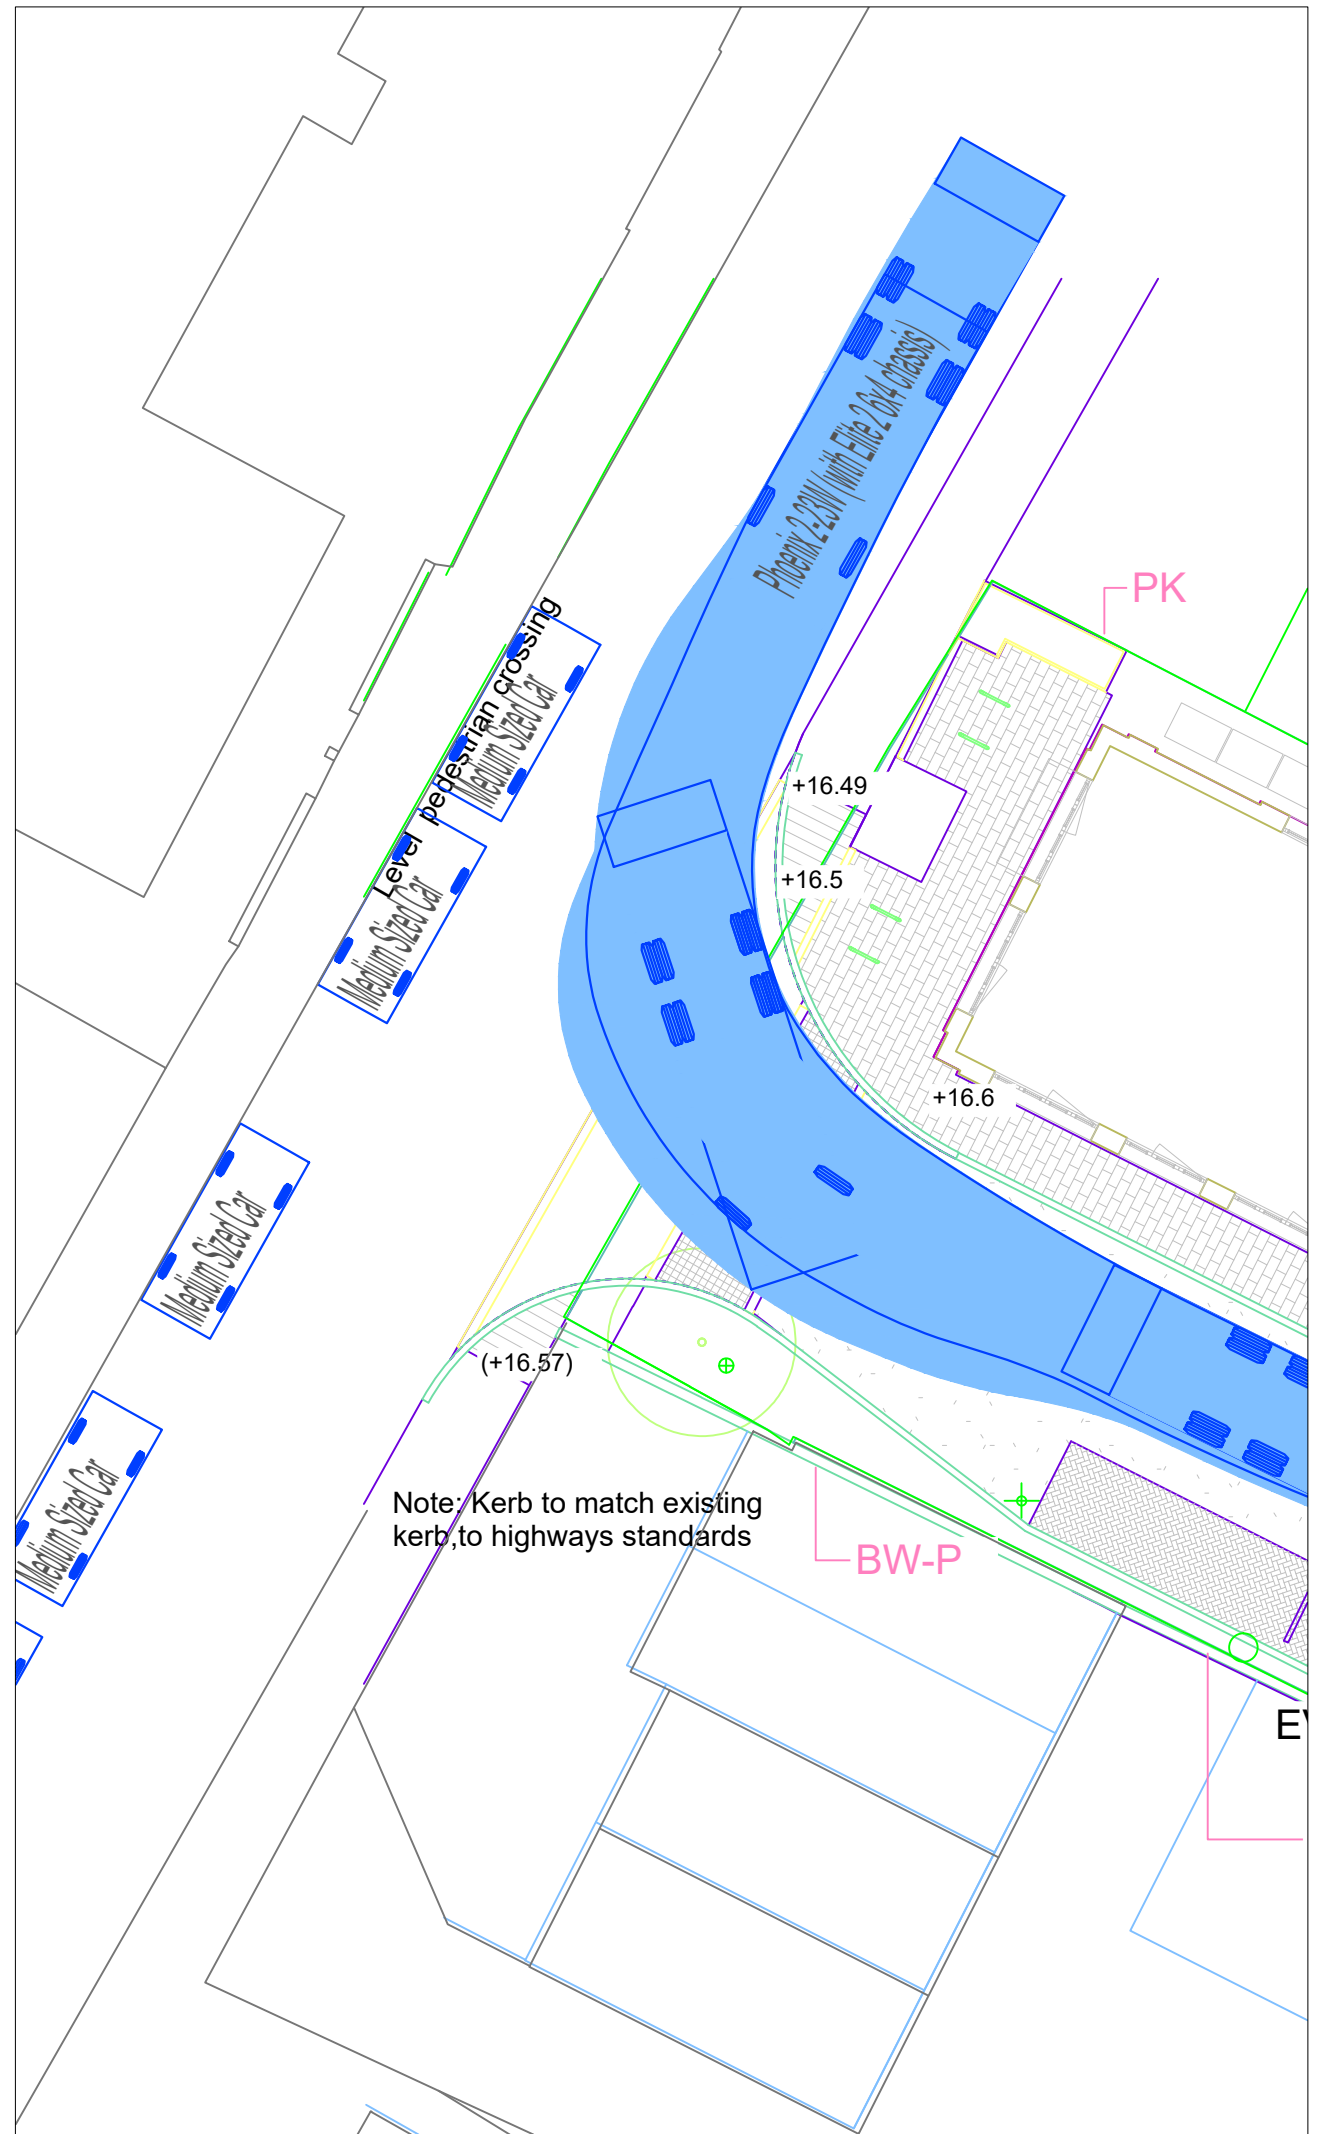 Phoenix 2-23W (with Elite 2 6x4 chassis)
PK
Level pedestrian crossing
Medium Sized Car
+16.49
+16.5
Medium Sized Car
+16.6
Medium Sized Car
(+16.57)
Medium Sized Car
Note: Kerb to match existing
kerb,to highways standards
BW-P